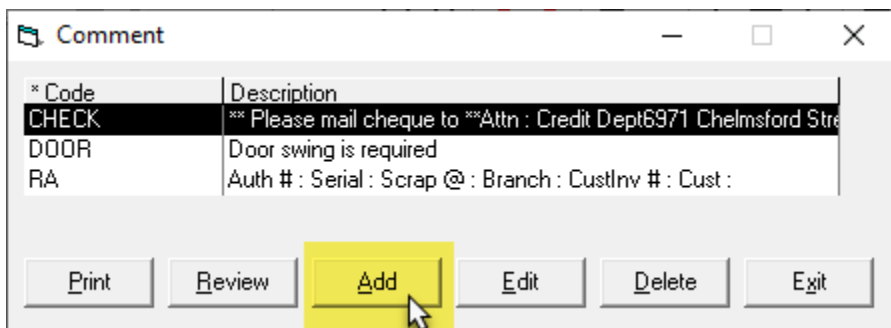 Comment
* Code Description
CHECK ** Please mail cheque to **Attn : Credit Dept6971 Chelmsford Stre
DOOR Door swing is required
RA Auth # : Serial : Scrap @ : Branch : CustInv # : Cust :
Print Review Add Edit Delete Exit